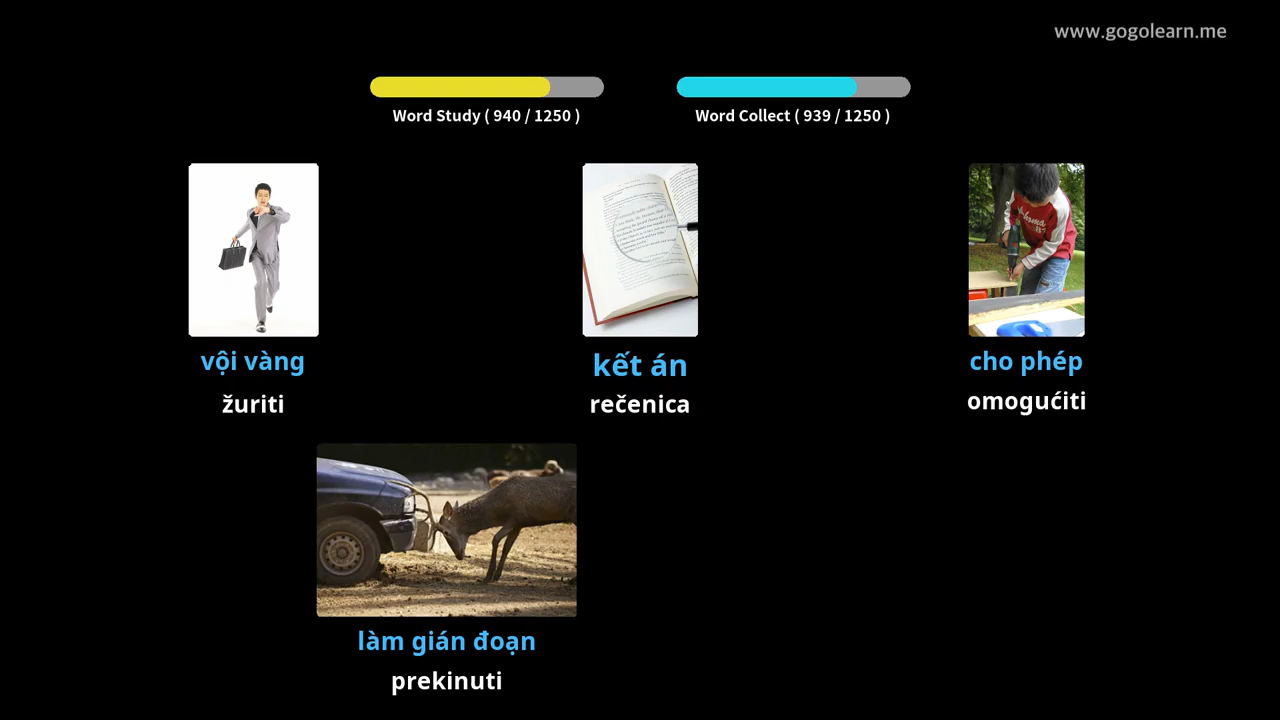 www.gogolearn.me
Word Study ( 940 / 1250 )
Word Collect ( 939 / 1250 )
vội vàng
žuriti
kết án
rečenica
cho phép
omogućiti
làm gián đoạn
prekinuti